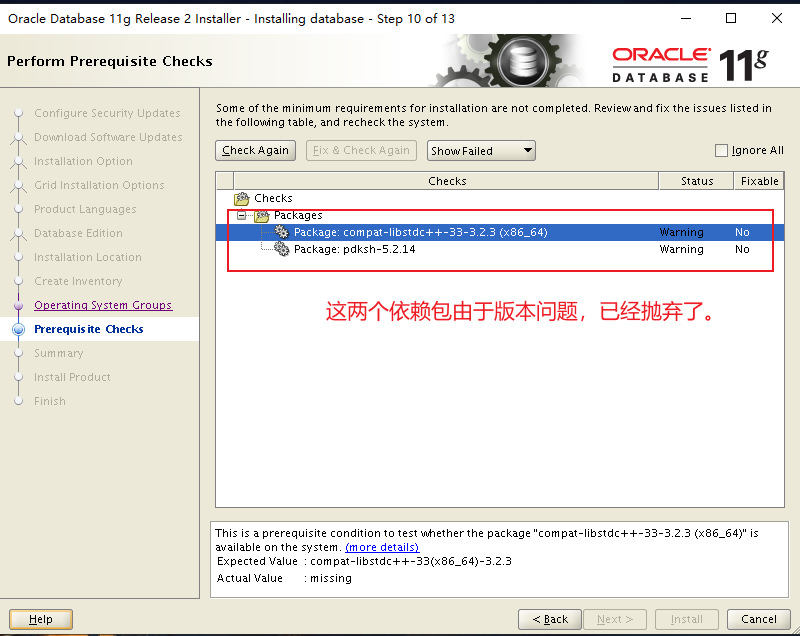 Oracle Database 11g Release 2 Installer - Installing database - Step 10 of 13
Perform Prerequisite Checks
ORACLE
DATABASE
11g
Configure Security Updates
Download Software Updates
Installation Option
Grid Installation Options
Product Languages
Database Edition
Installation Location
Create Inventory
Operating System Groups
Prerequisite Checks
Summary
Install Product
Finish
Some of the minimum requirements for installation are not completed. Review and fix the issues listed in
the following table, and recheck the system.
Check Again
Fix & Check Again
Show Failed
Ignore All
Checks Status Fixable
Checks
Packages
Package: compat-libstdc++-33-3.2.3 (x86_64) Warning No
Package: pdksh-5.2.14 Warning No
这两个依赖包由于版本问题，已经抛弃了。
This is a prerequisite condition to test whether the package "compat-libstdc++-33-3.2.3 (x86_64)" is
available on the system. (more details)
Expected Value : compat-libstdc++-33(x86_64)-3.2.3
Actual Value : missing
Help
< Back
Next >
Install
Cancel